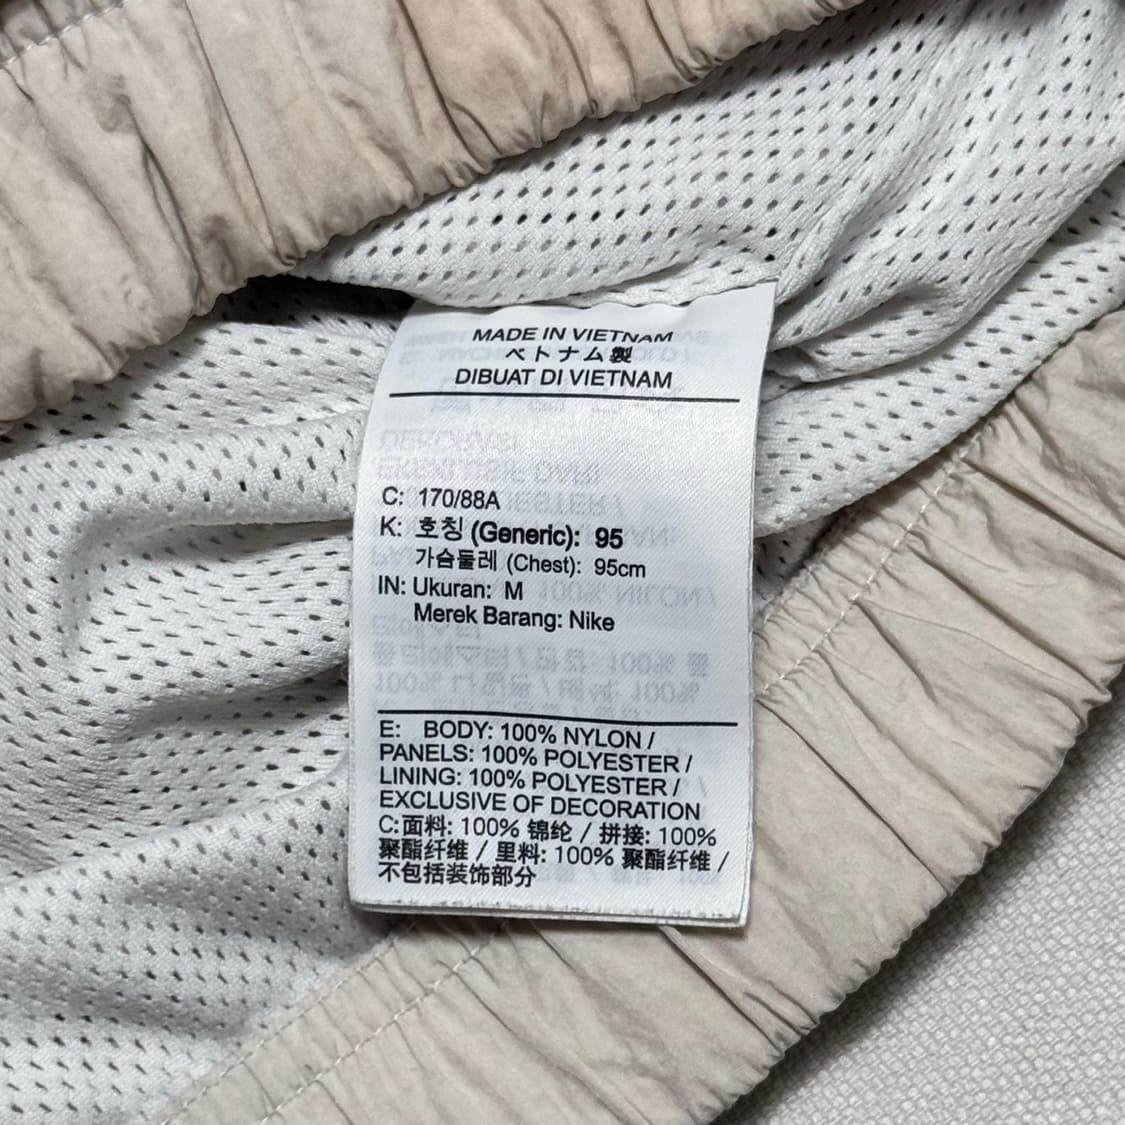 MADE IN VIETNAM
ベトナム製
DIBUAT DI VIETNAM
C: 170/88A
K: 호칭 (Generic): 95
가슴둘레 (Chest): 95cm
IN: Ukuran: M
Merek Barang: Nike
E: BODY: 100% NYLON /
PANELS: 100% POLYESTER /
LINING: 100% POLYESTER /
EXCLUSIVE OF DECORATION
C:面料: 100% 锦纶 / 拼接: 100%
聚酯纤维 / 里料: 100% 聚酯纤维 /
不包括装饰部分